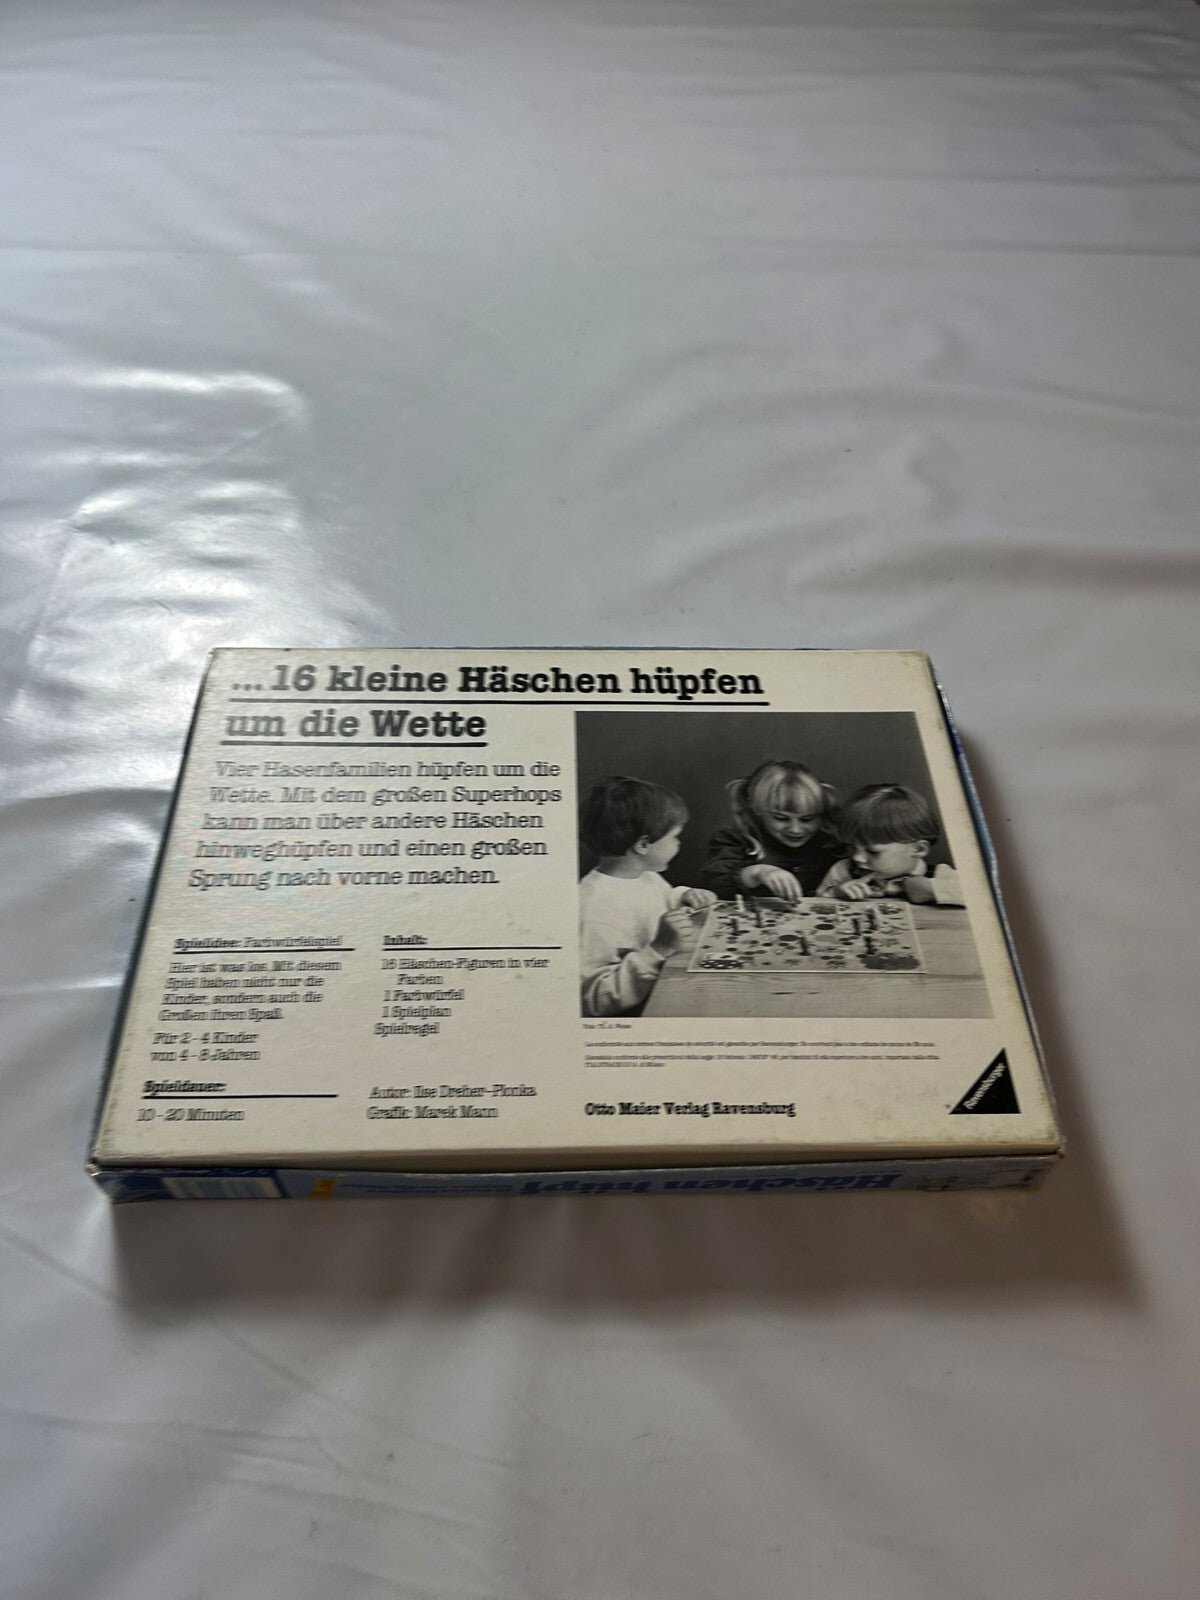 ...16 kleine Häschen hüpfen
um die Wette
Vier Hasenfamilien hüpfen um die
Wette. Mit dem großen Superhops
kann man über andere Häschen
hinweghüpfen und einen großen
Sprung nach vorne machen.
Spielidee: Farbwürfelspiel
Hier ist was los. Mit diesem
Spiel haben nicht nur die
Kinder, sondern auch die
Großen ihren Spaß.
Für 2 - 4 Kinder
von 4 - 8 Jahren
Spieldauer:
10 - 20 Minuten
Inhalt:
16 Häschen-Figuren in vier
Farben
1 Farbwürfel
1 Spielplan
Spielregel
Autor: Ilse Dreher-Plonka
Grafik: Marek Mann
Otto Maier Verlag Ravensburg
Ravensburger
Häschen hüpf